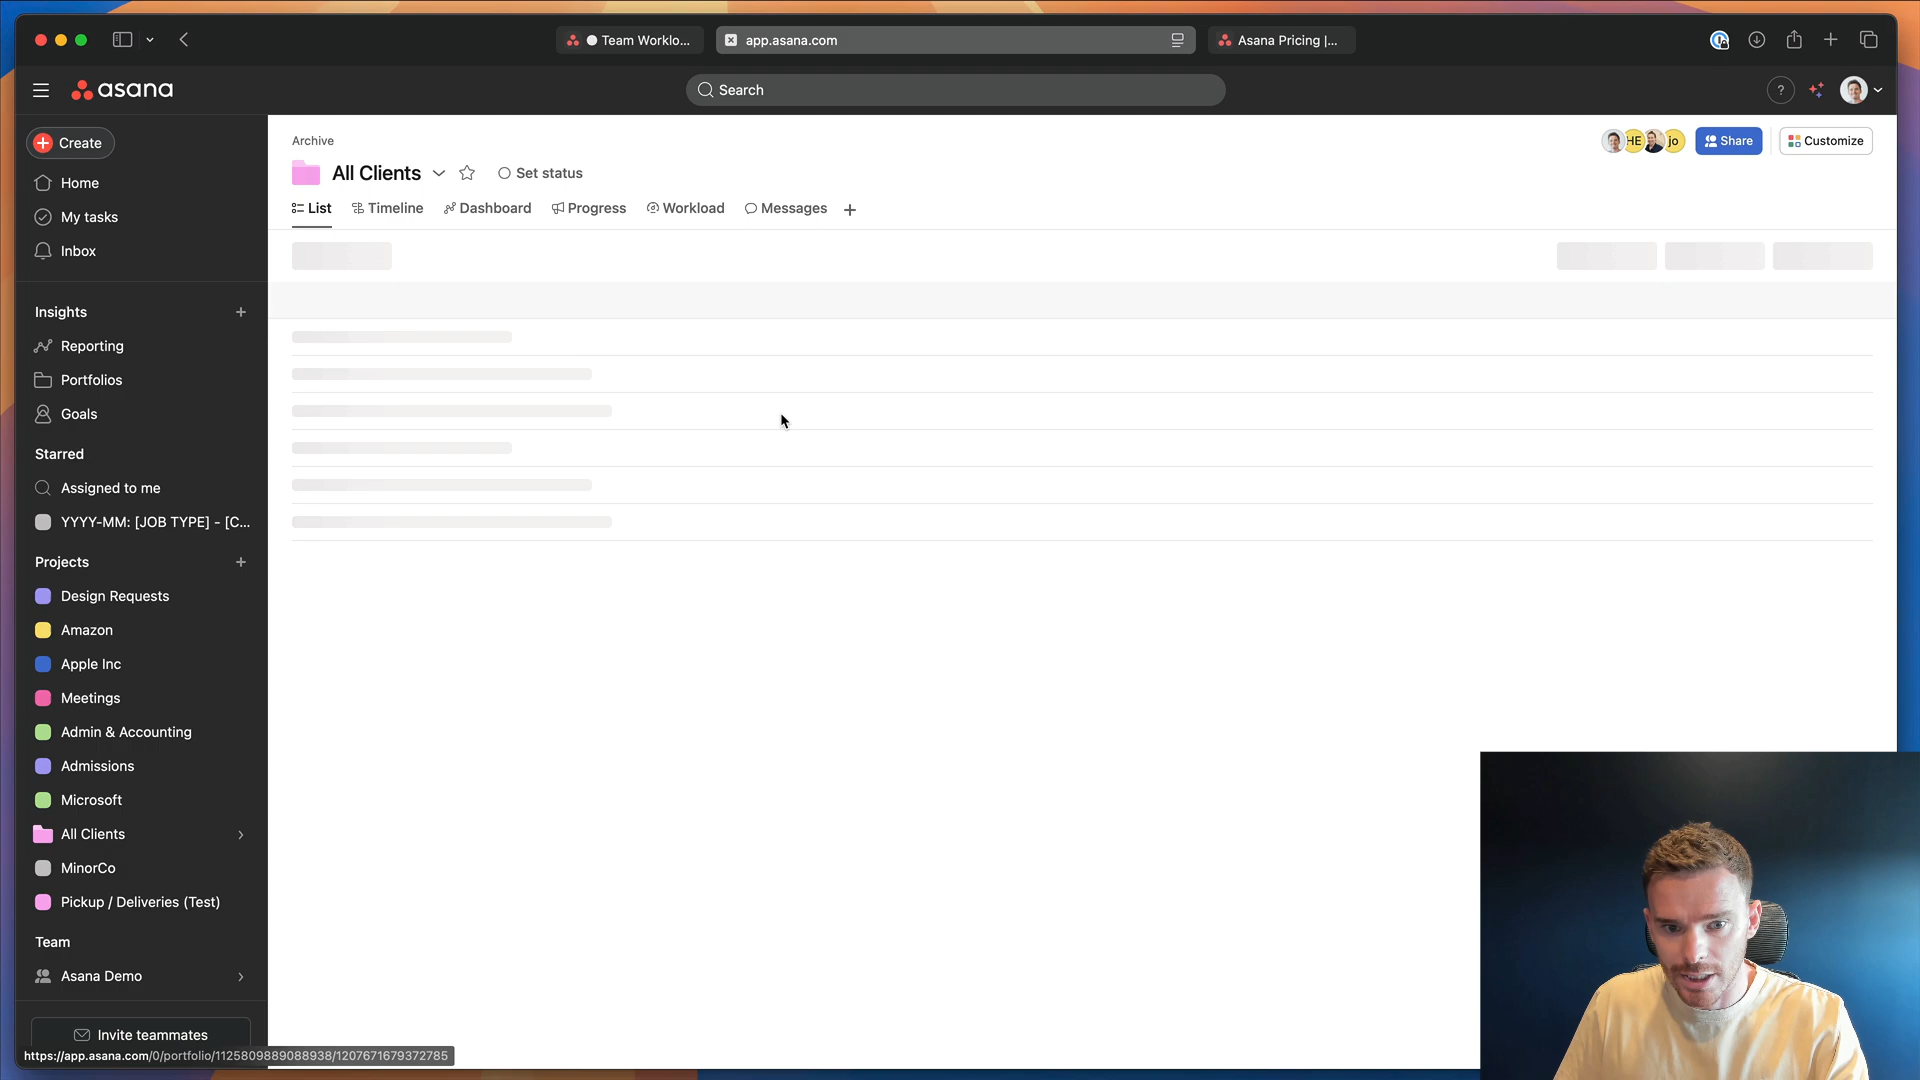 Team Worklo...
app.asana.com
Asana Pricing |...
asana
Search
?
Create
Home
My tasks
Inbox
Insights
Reporting
Portfolios
Goals
Starred
Assigned to me
YYYY-MM: [JOB TYPE] - [C...
Projects
Design Requests
Amazon
Apple Inc
Meetings
Admin & Accounting
Admissions
Microsoft
All Clients
MinorCo
Pickup / Deliveries (Test)
Team
Asana Demo
Invite teammates
https://app.asana.com/0/portfolio/1125809889088938/1207671679372785
Archive
HE
jo
Share
Customize
All Clients
Set status
List
Timeline
Dashboard
Progress
Workload
Messages